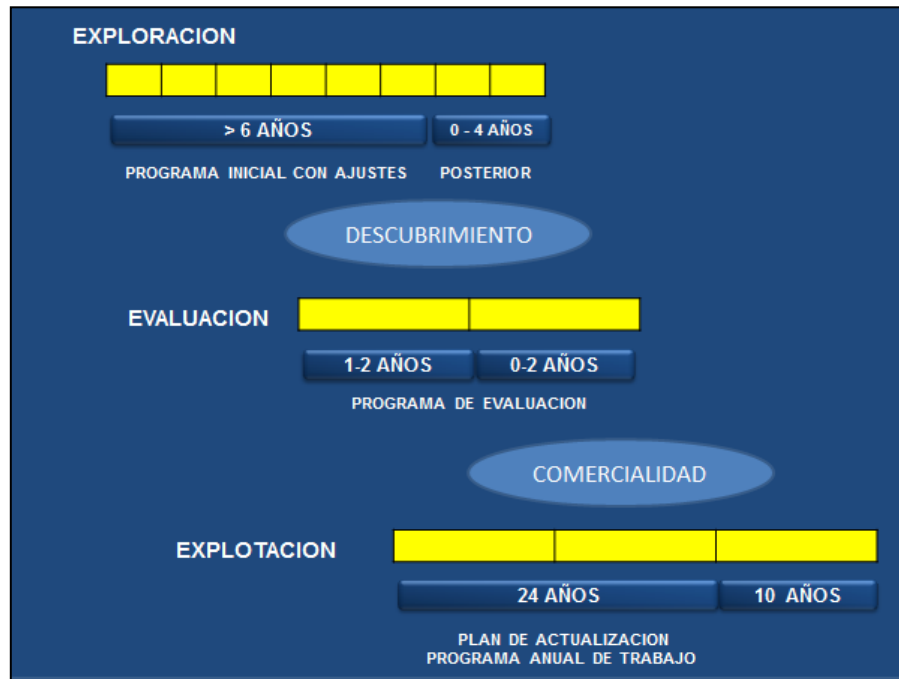 EXPLORACION
> 6 AÑOS
0 - 4 AÑOS
PROGRAMA INICIAL CON AJUSTES
POSTERIOR
DESCUBRIMIENTO
EVALUACION
1-2 AÑOS
0-2 AÑOS
PROGRAMA DE EVALUACION
COMERCIALIDAD
EXPLOTACION
24 AÑOS
10 AÑOS
PLAN DE ACTUALIZACION
PROGRAMA ANUAL DE TRABAJO